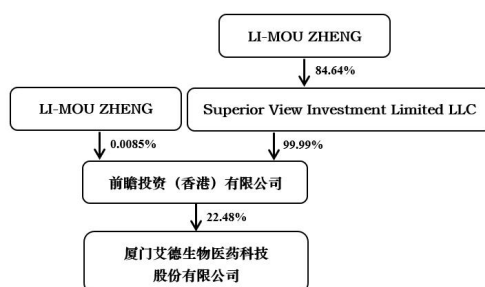 LI-MOU ZHENG
84.64%
LI-MOU ZHENG
Superior View Investment Limited LLC
0.0085%
99.99%
前瞻投资（香港）有限公司
22.48%
厦门艾德生物医药科技
股份有限公司